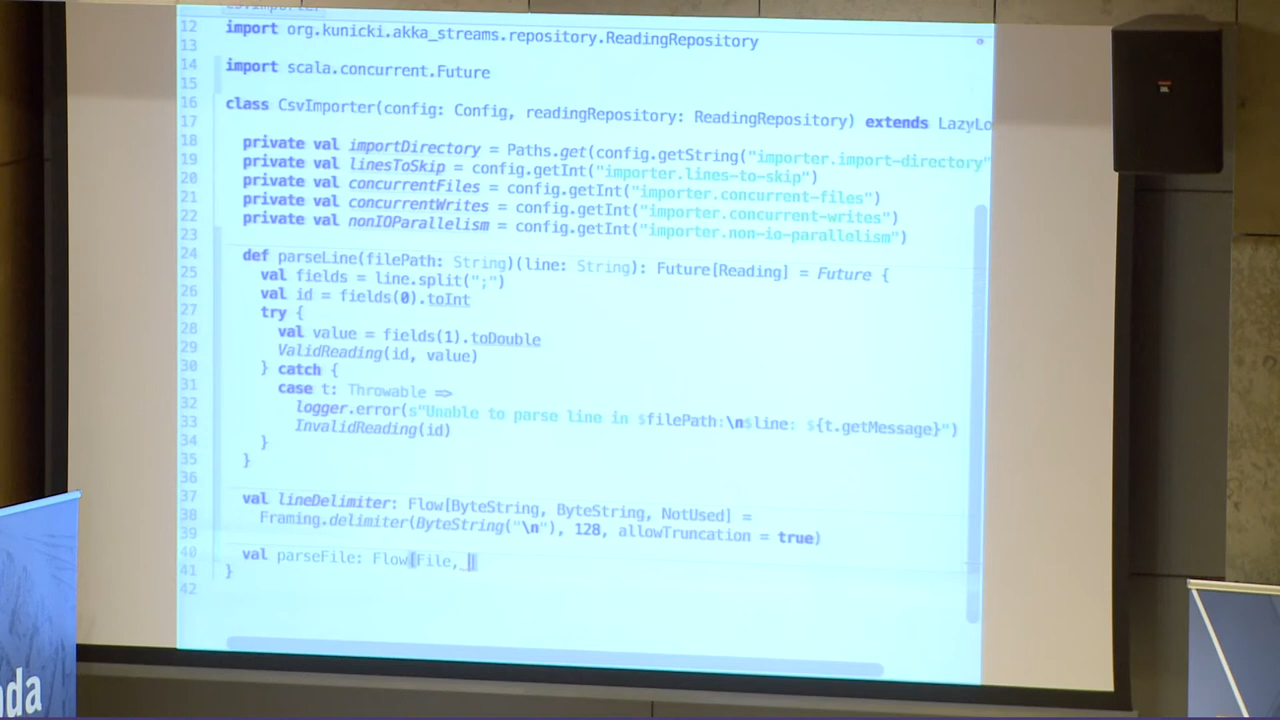 CsvImporter
12 import org.kunicki.akka_streams.repository.ReadingRepository
13
14 import scala.concurrent.Future
15
16 class CsvImporter(config: Config, readingRepository: ReadingRepository) extends LazyLo
17
18 private val importDirectory = Paths.get(config.getString("importer.import-directory"
19 private val linesToSkip = config.getInt("importer.lines-to-skip")
20 private val concurrentFiles = config.getInt("importer.concurrent-files")
21 private val concurrentWrites = config.getInt("importer.concurrent-writes")
22 private val nonIOParallelism = config.getInt("importer.non-io-parallelism")
23
24 def parseLine(filePath: String)(line: String): Future[Reading] = Future {
25 val fields = line.split(";")
26 val id = fields(0).toInt
27 try {
28 val value = fields(1).toDouble
29 ValidReading(id, value)
30 } catch {
31 case t: Throwable =>
32 logger.error(s"Unable to parse line in $filePath:\n$line: ${t.getMessage}")
33 InvalidReading(id)
34 }
35 }
36
37 val lineDelimiter: Flow[ByteString, ByteString, NotUsed] =
38 Framing.delimiter(ByteString("\n"), 128, allowTruncation = true)
39
40 val parseFile: Flow[File, ]
41 }
42
JBL
nda